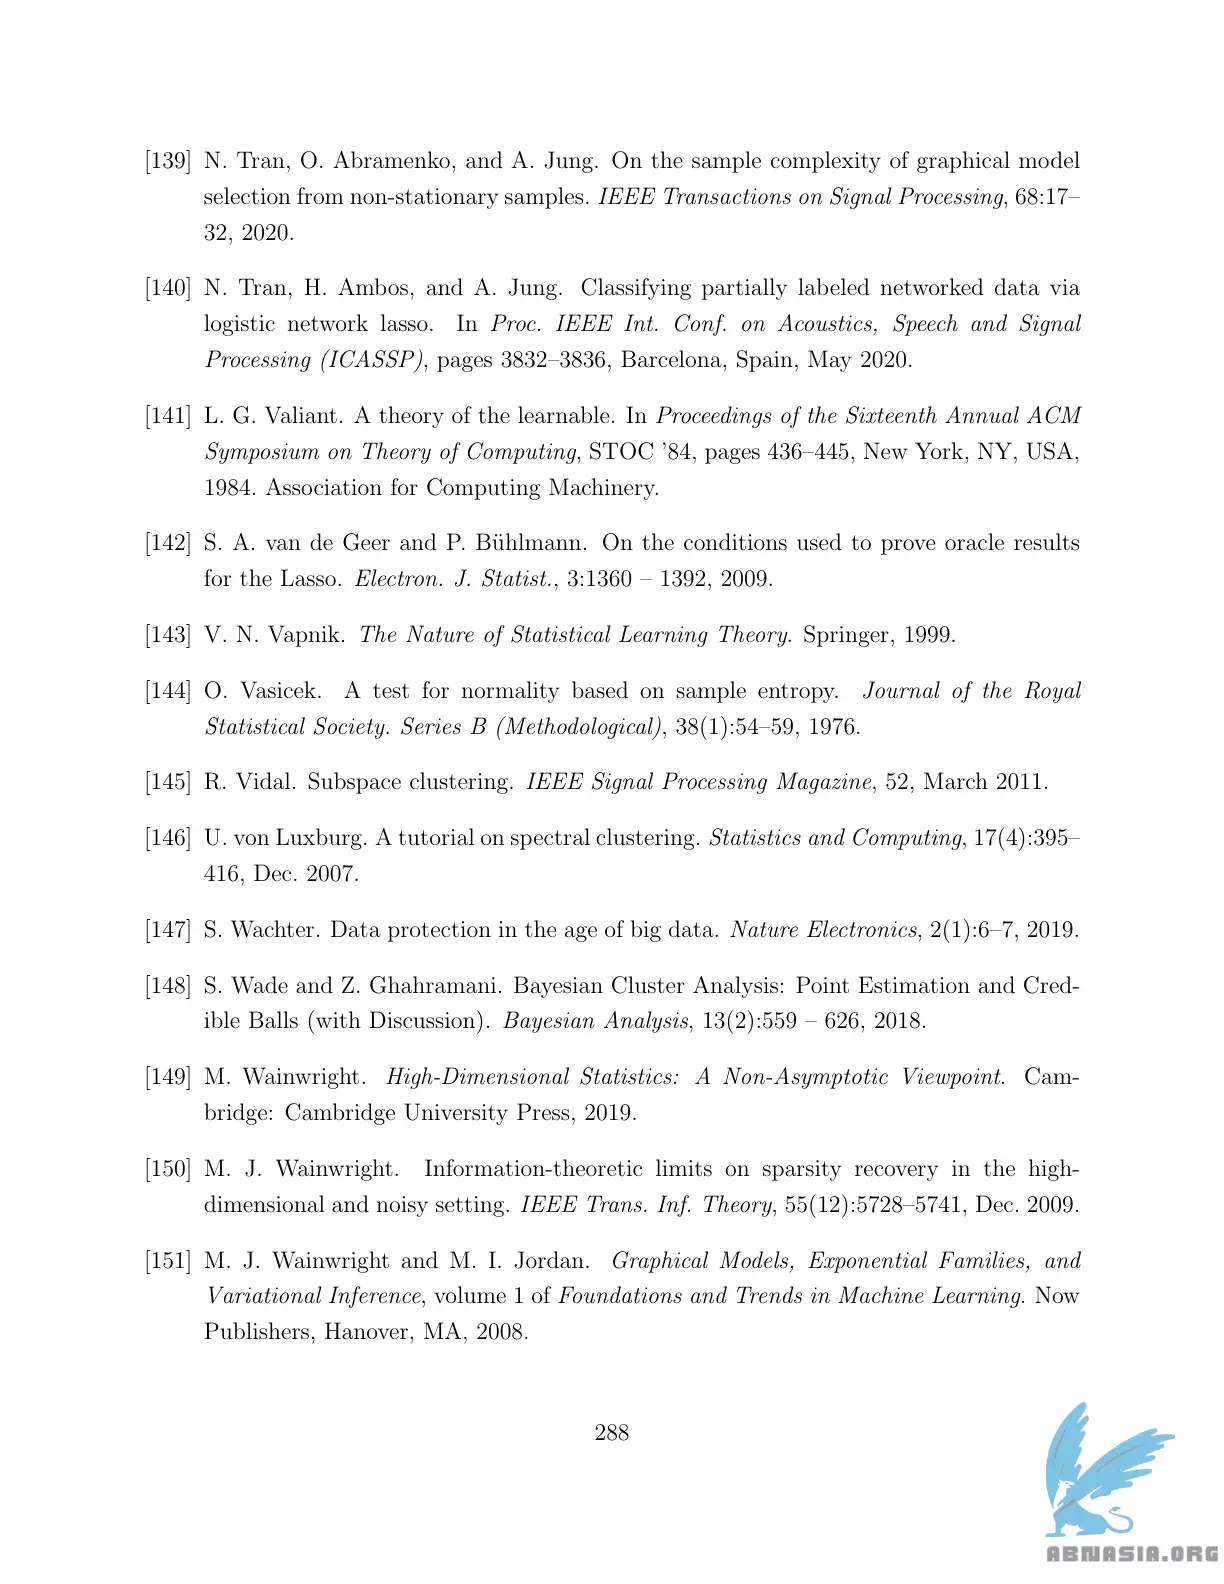 [139] N. Tran, O. Abramenko, and A. Jung. On the sample complexity of graphical model
selection from non-stationary samples. IEEE Transactions on Signal Processing, 68:17–
32, 2020.
[140] N. Tran, H. Ambos, and A. Jung. Classifying partially labeled networked data via
logistic network lasso. In Proc. IEEE Int. Conf. on Acoustics, Speech and Signal
Processing (ICASSP), pages 3832–3836, Barcelona, Spain, May 2020.
[141] L. G. Valiant. A theory of the learnable. In Proceedings of the Sixteenth Annual ACM
Symposium on Theory of Computing, STOC ’84, pages 436–445, New York, NY, USA,
1984. Association for Computing Machinery.
[142] S. A. van de Geer and P. Bühlmann. On the conditions used to prove oracle results
for the Lasso. Electron. J. Statist., 3:1360 – 1392, 2009.
[143] V. N. Vapnik. The Nature of Statistical Learning Theory. Springer, 1999.
[144] O. Vasicek. A test for normality based on sample entropy. Journal of the Royal
Statistical Society. Series B (Methodological), 38(1):54–59, 1976.
[145] R. Vidal. Subspace clustering. IEEE Signal Processing Magazine, 52, March 2011.
[146] U. von Luxburg. A tutorial on spectral clustering. Statistics and Computing, 17(4):395–
416, Dec. 2007.
[147] S. Wachter. Data protection in the age of big data. Nature Electronics, 2(1):6–7, 2019.
[148] S. Wade and Z. Ghahramani. Bayesian Cluster Analysis: Point Estimation and Cred-
ible Balls (with Discussion). Bayesian Analysis, 13(2):559 – 626, 2018.
[149] M. Wainwright. High-Dimensional Statistics: A Non-Asymptotic Viewpoint. Cam-
bridge: Cambridge University Press, 2019.
[150] M. J. Wainwright. Information-theoretic limits on sparsity recovery in the high-
dimensional and noisy setting. IEEE Trans. Inf. Theory, 55(12):5728–5741, Dec. 2009.
[151] M. J. Wainwright and M. I. Jordan. Graphical Models, Exponential Families, and
Variational Inference, volume 1 of Foundations and Trends in Machine Learning. Now
Publishers, Hanover, MA, 2008.
288
ABNASIA.ORG